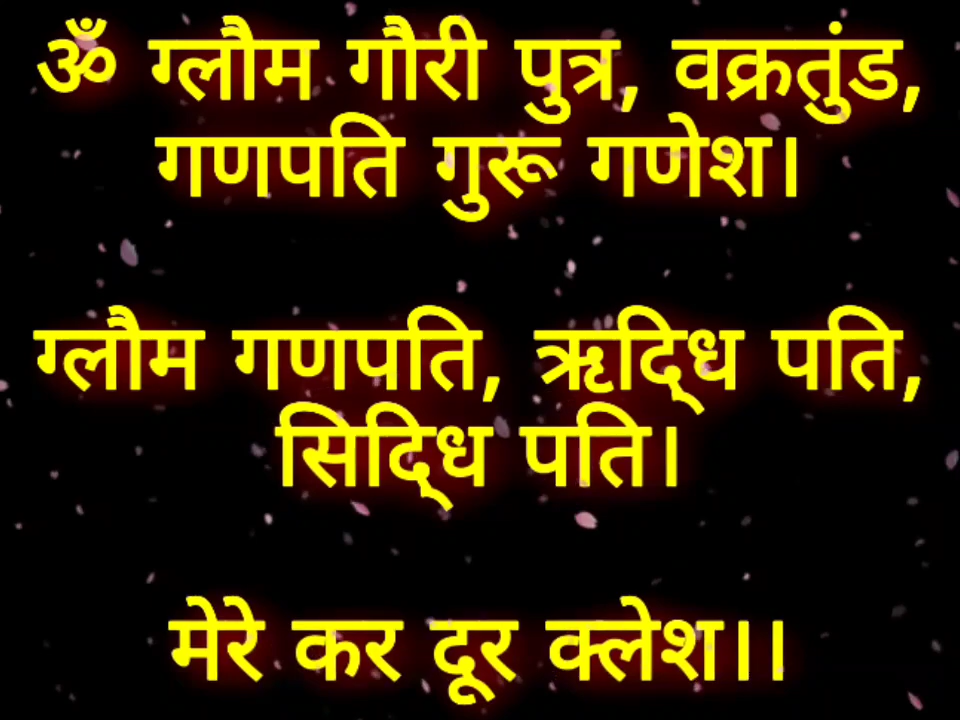 ॐ ग्लौम गौरी पुत्र, वक्रतुंड,
गणपति गुरू गणेश।
ग्लौम गणपति, ऋदि्ध पति,
सिदि्ध पति।
मेरे कर दूर क्लेश।।